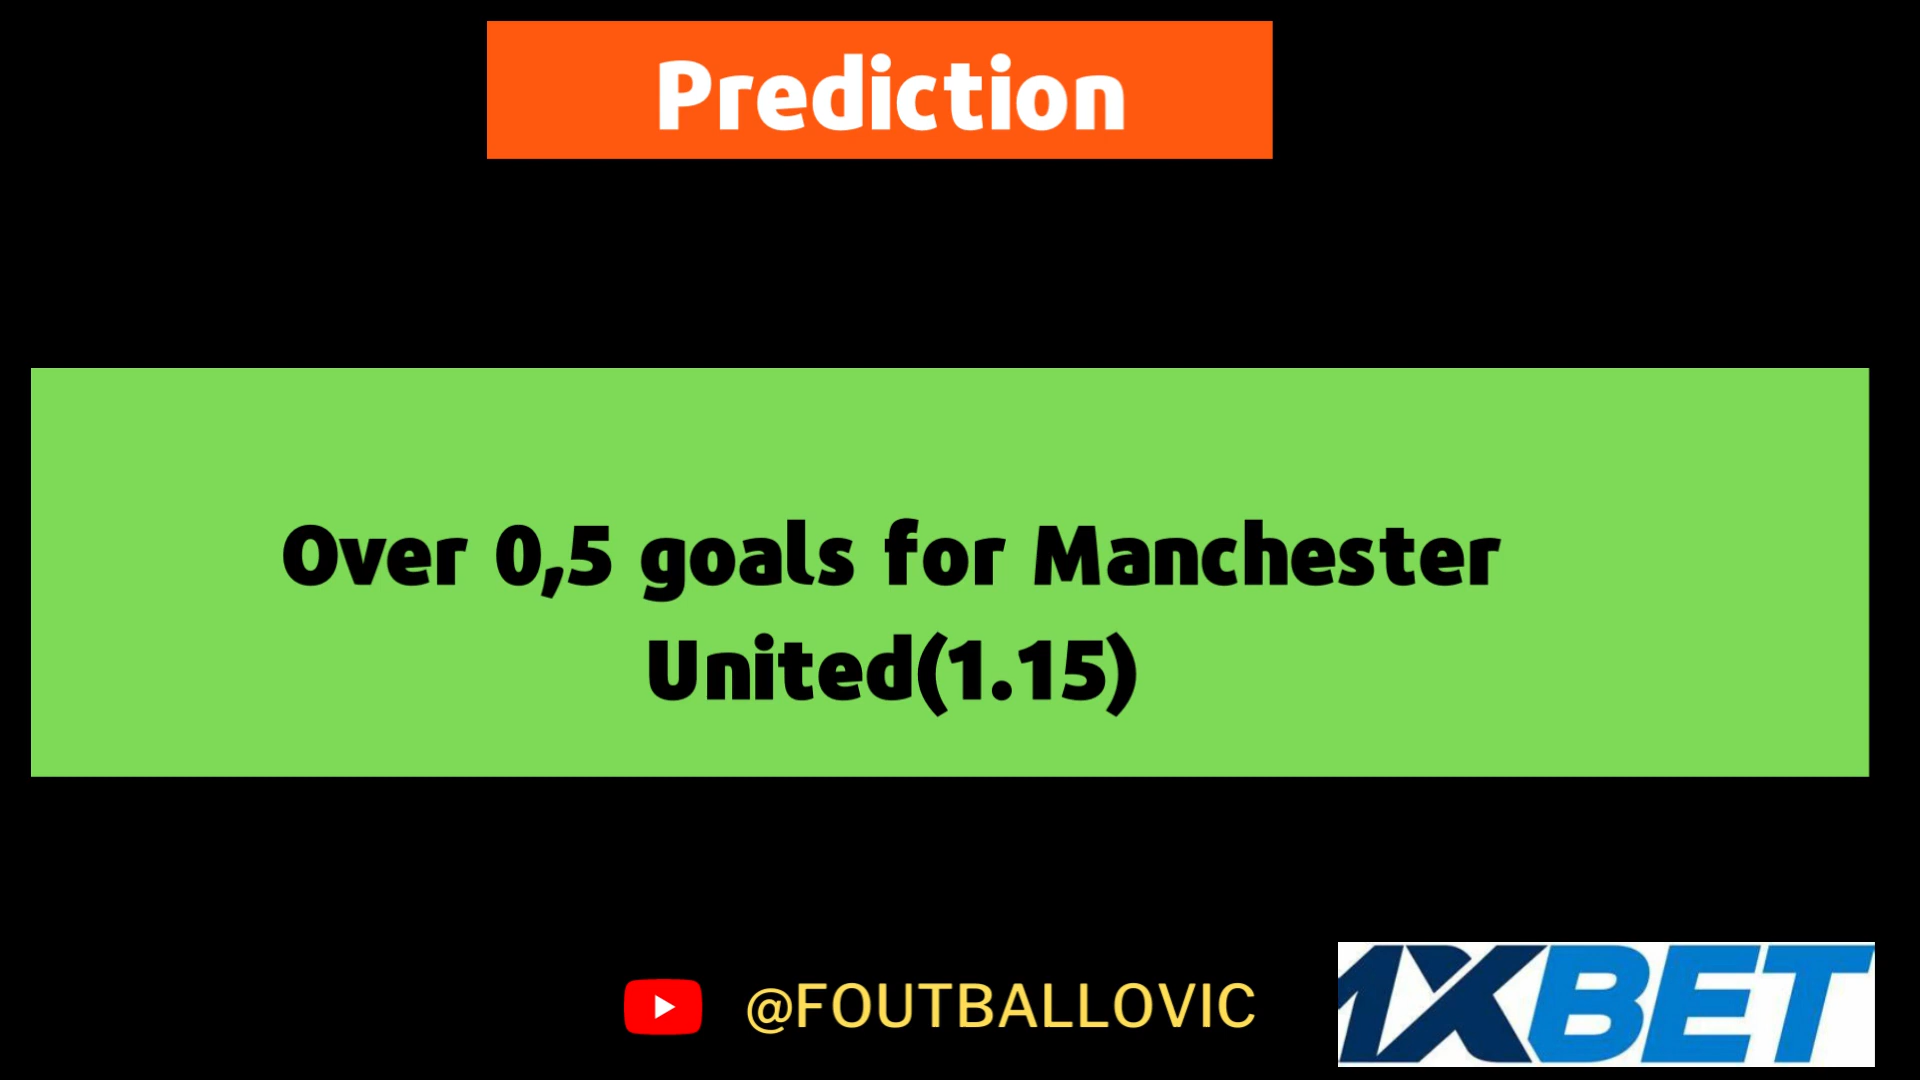 Prediction
Over 0,5 goals for Manchester
United(1.15)
@FOUTBALLOVIC
1XBET